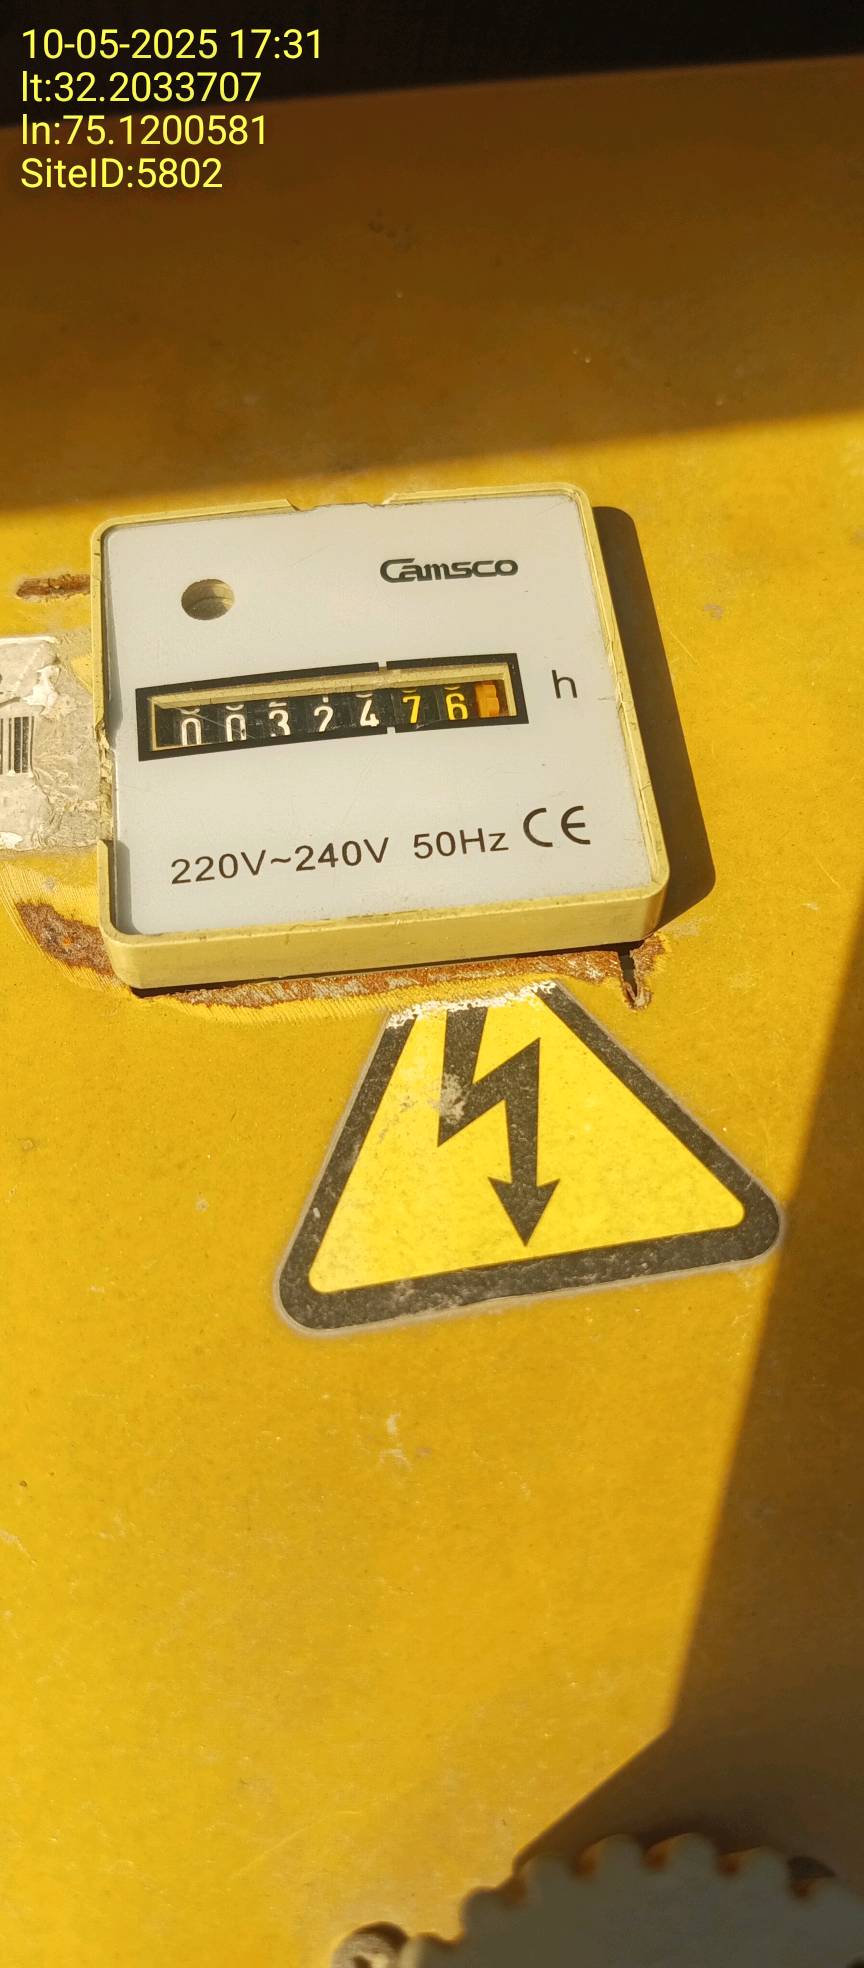 10-05-2025 17:31
lt:32.2033707
ln:75.1200581
SiteID:5802
Camsco
0032476 h
220V~240V 50Hz CE